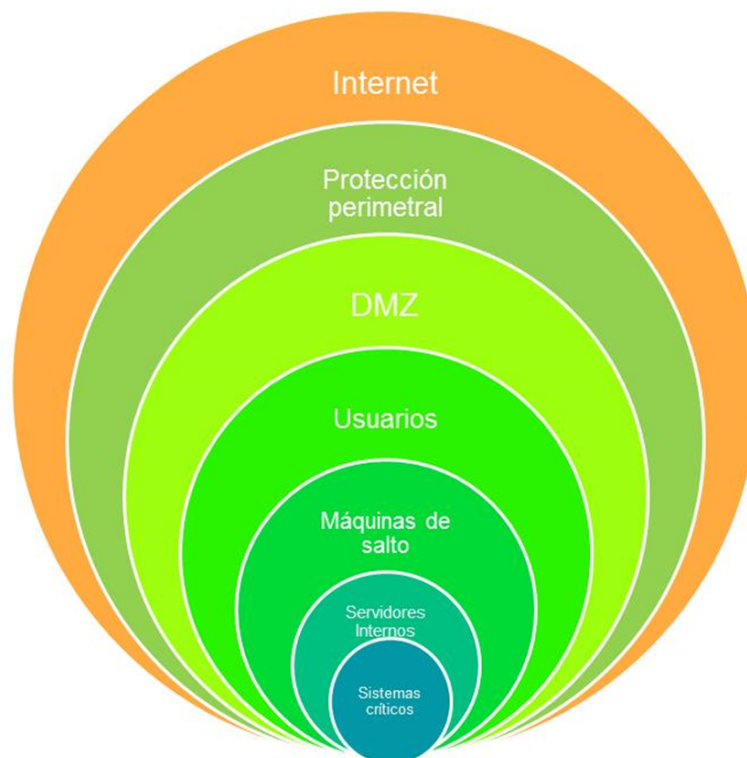 Internet
Protección
perimetral
DMZ
Usuarios
Máquinas de
salto
Servidores
Internos
Sistemas
críticos